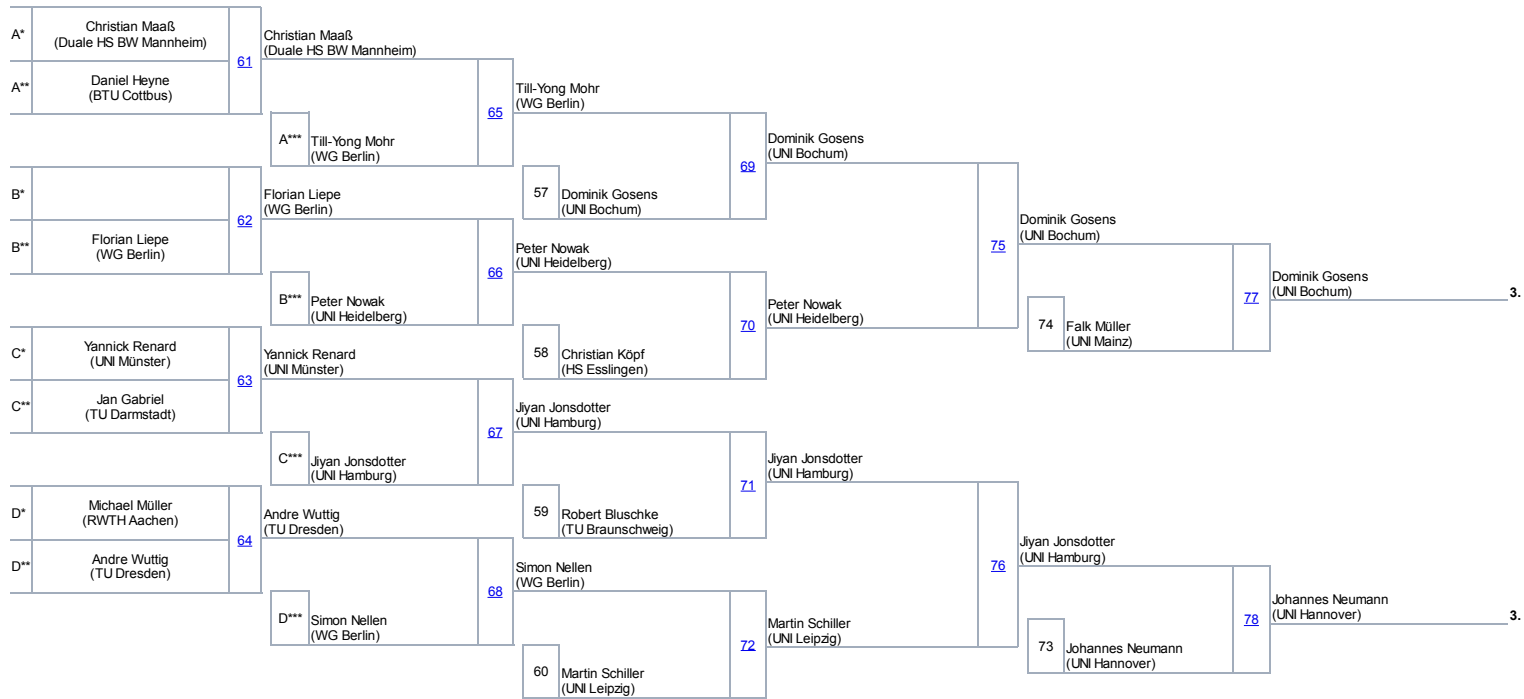 A*
Christian Maaß
(Duale HS BW Mannheim)
61
A**
Daniel Heyne
(BTU Cottbus)
Christian Maaß
(Duale HS BW Mannheim)
65
A***
Till-Yong Mohr
(WG Berlin)
Till-Yong Mohr
(WG Berlin)
69
57
Dominik Gosens
(UNI Bochum)
Dominik Gosens
(UNI Bochum)
B*
62
B**
Florian Liepe
(WG Berlin)
Florian Liepe
(WG Berlin)
66
B***
Peter Nowak
(UNI Heidelberg)
Peter Nowak
(UNI Heidelberg)
70
58
Christian Köpf
(HS Esslingen)
Peter Nowak
(UNI Heidelberg)
75
Dominik Gosens
(UNI Bochum)
77
74
Falk Müller
(UNI Mainz)
Dominik Gosens
(UNI Bochum)
3.
C*
Yannick Renard
(UNI Münster)
63
C**
Jan Gabriel
(TU Darmstadt)
Yannick Renard
(UNI Münster)
67
C***
Jiyan Jonsdotter
(UNI Hamburg)
Jiyan Jonsdotter
(UNI Hamburg)
71
59
Robert Bluschke
(TU Braunschweig)
Jiyan Jonsdotter
(UNI Hamburg)
D*
Michael Müller
(RWTH Aachen)
64
D**
Andre Wuttig
(TU Dresden)
Andre Wuttig
(TU Dresden)
68
D***
Simon Nellen
(WG Berlin)
Simon Nellen
(WG Berlin)
72
60
Martin Schiller
(UNI Leipzig)
Martin Schiller
(UNI Leipzig)
76
Jiyan Jonsdotter
(UNI Hamburg)
78
73
Johannes Neumann
(UNI Hannover)
Johannes Neumann
(UNI Hannover)
3.